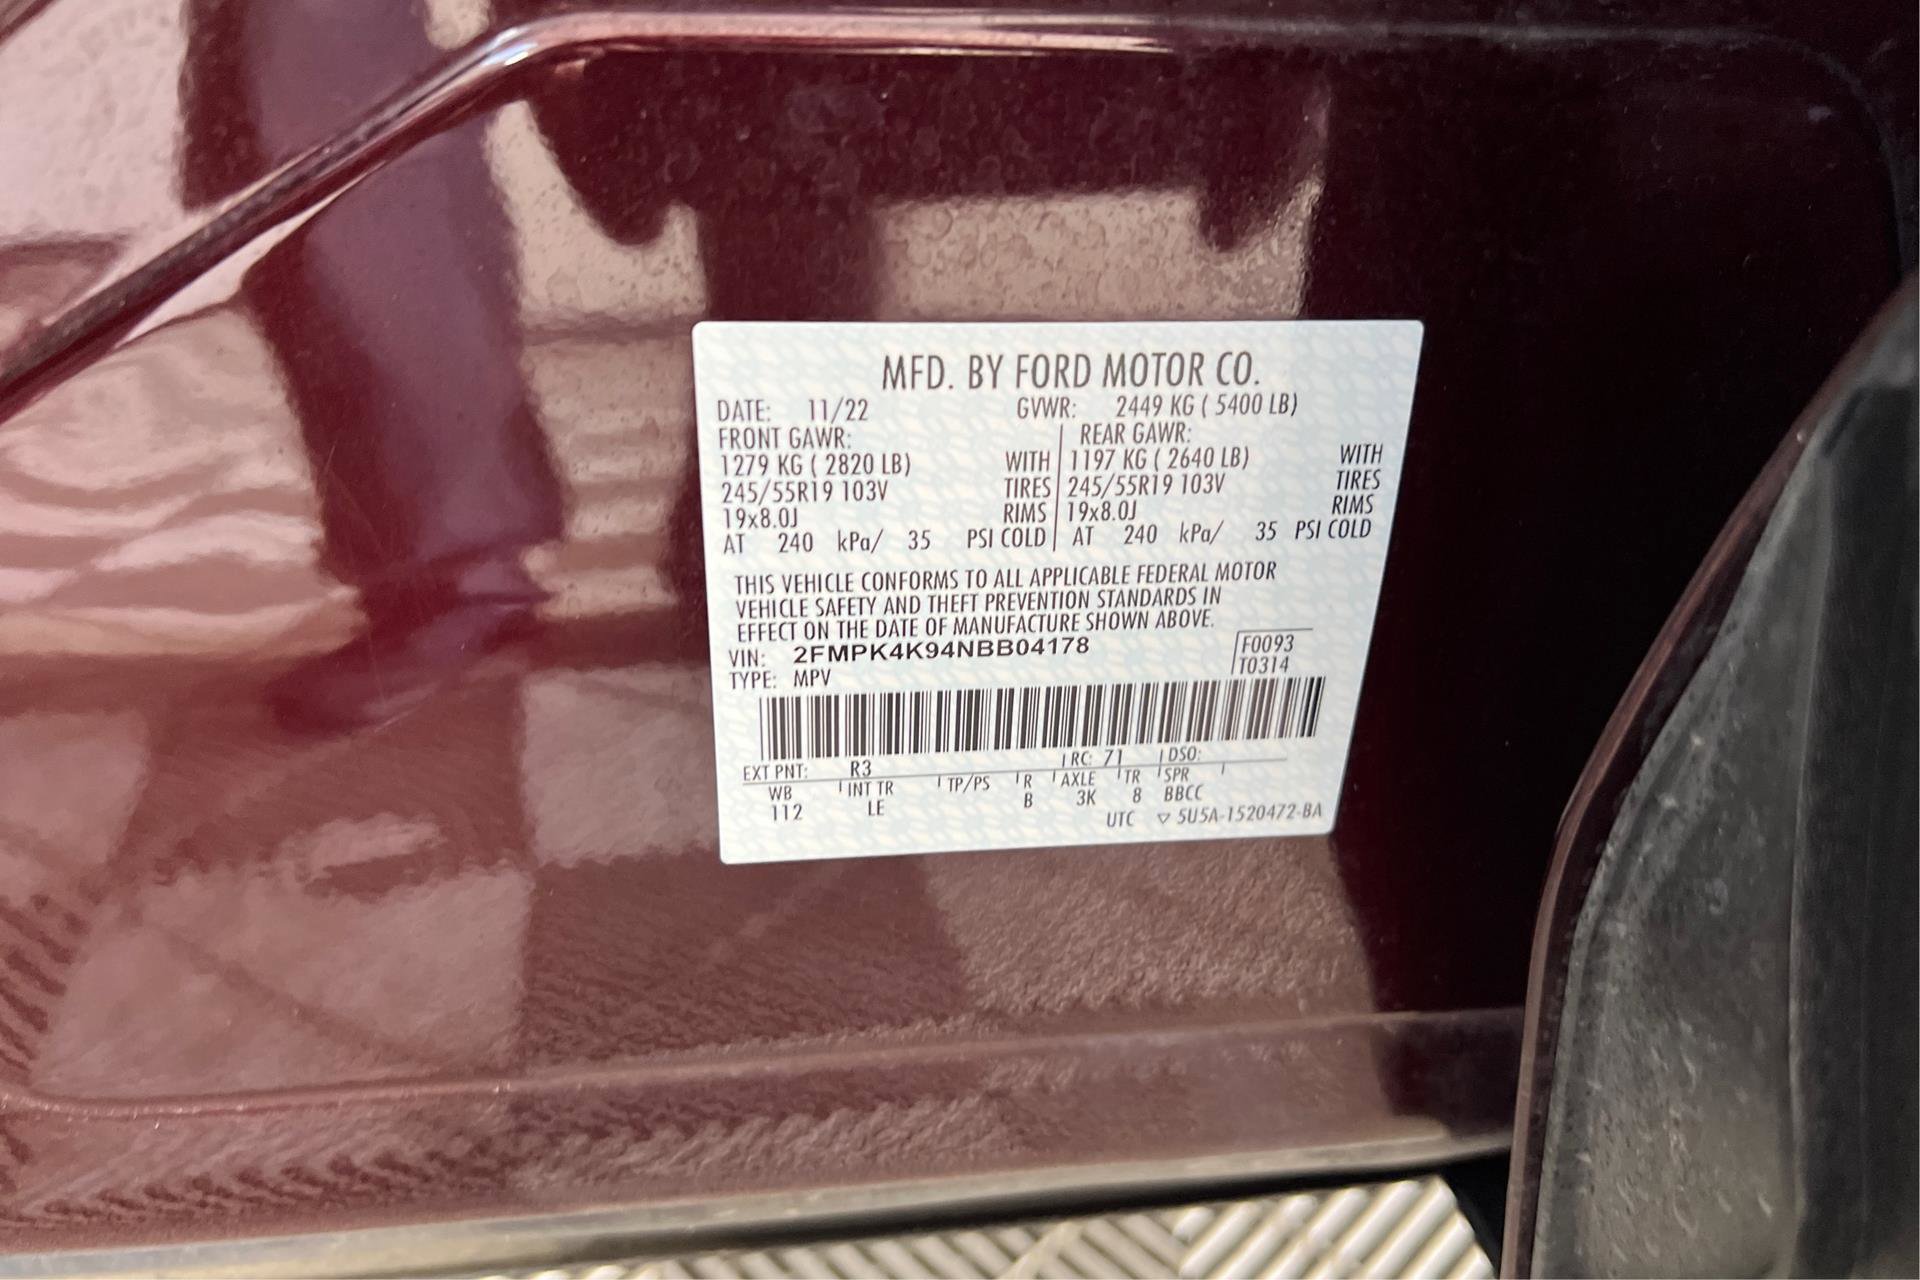 MFD. BY FORD MOTOR CO.
DATE: 11/22 GVWR: 2449 KG ( 5400 LB)
FRONT GAWR: REAR GAWR:
1279 KG ( 2820 LB) WITH 1197 KG ( 2640 LB) WITH
245/55R19 103V TIRES 245/55R19 103V TIRES
19x8.0J RIMS 19x8.0J RIMS
AT 240 kPa/ 35 PSI COLD AT 240 kPa/ 35 PSI COLD
THIS VEHICLE CONFORMS TO ALL APPLICABLE FEDERAL MOTOR
VEHICLE SAFETY AND THEFT PREVENTION STANDARDS IN
EFFECT ON THE DATE OF MANUFACTURE SHOWN ABOVE.
VIN: 2FMPK4K94NBB04178 F0093
TYPE: MPV T0314
EXT PNT: R3 RC: 71 DSO:
WB INT TR TP/PS R AXLE TR SPR
112 LE B 3K 8 BBCC
UTC ▽ 5U5A-1520472-BA